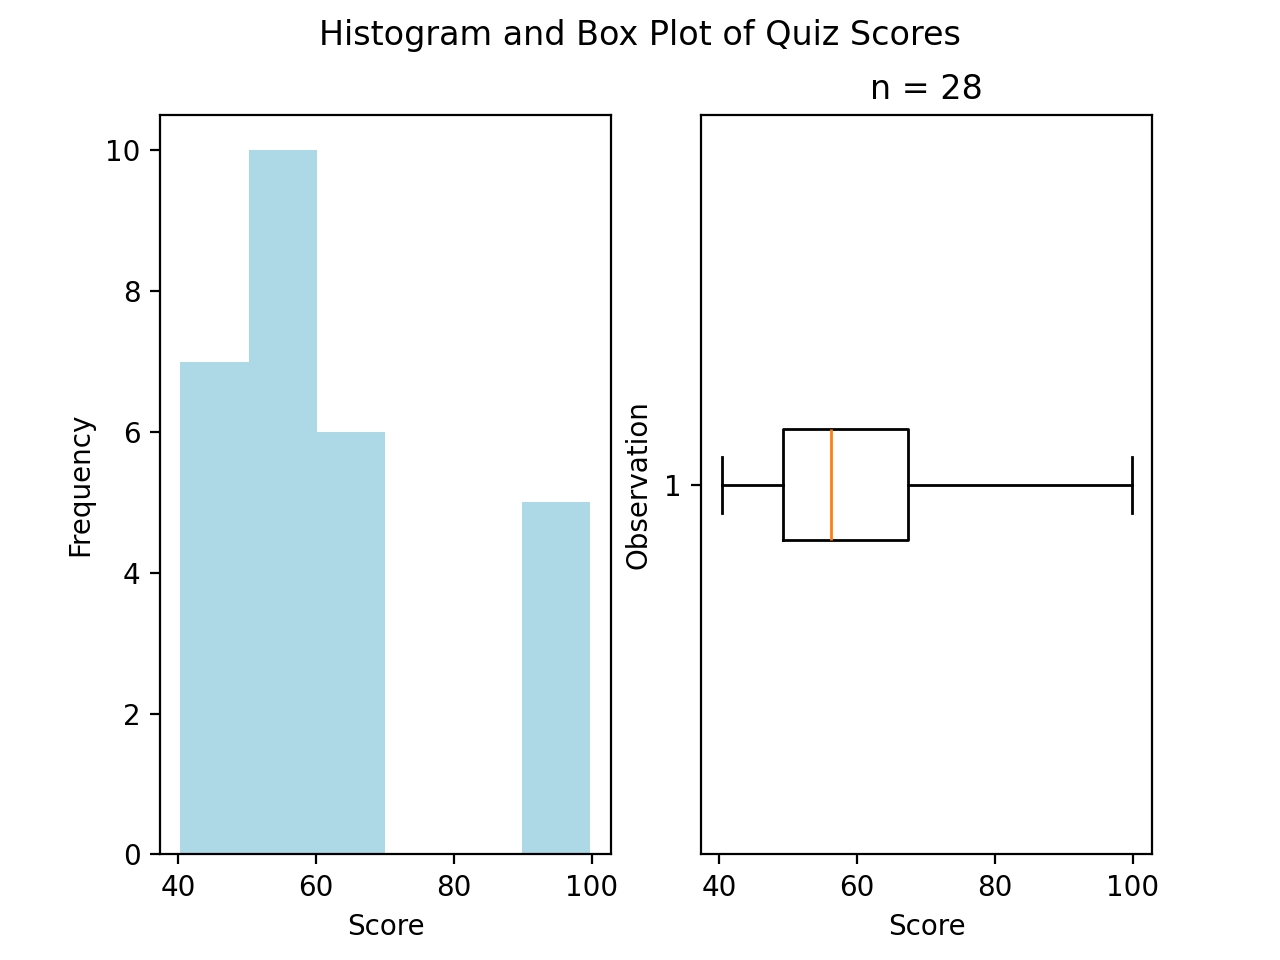 Histogram and Box Plot of Quiz Scores
Frequency
10
8
6
4
2
0
40 60 80 100
Score
n = 28
Observation
1
40 60 80 100
Score